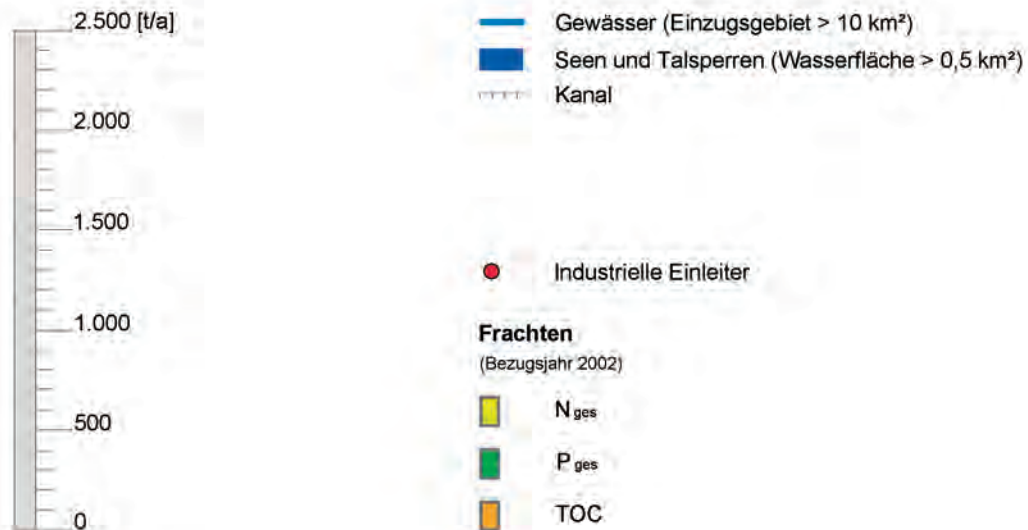 2.500 [t/a]
2.000
1.500
1.000
500
0
Gewässer (Einzugsgebiet > 10 km²)
Seen und Talsperren (Wasserfläche > 0,5 km²)
Kanal
Industrielle Einleiter
Frachten
(Bezugsjahr 2002)
N ges
P ges
TOC